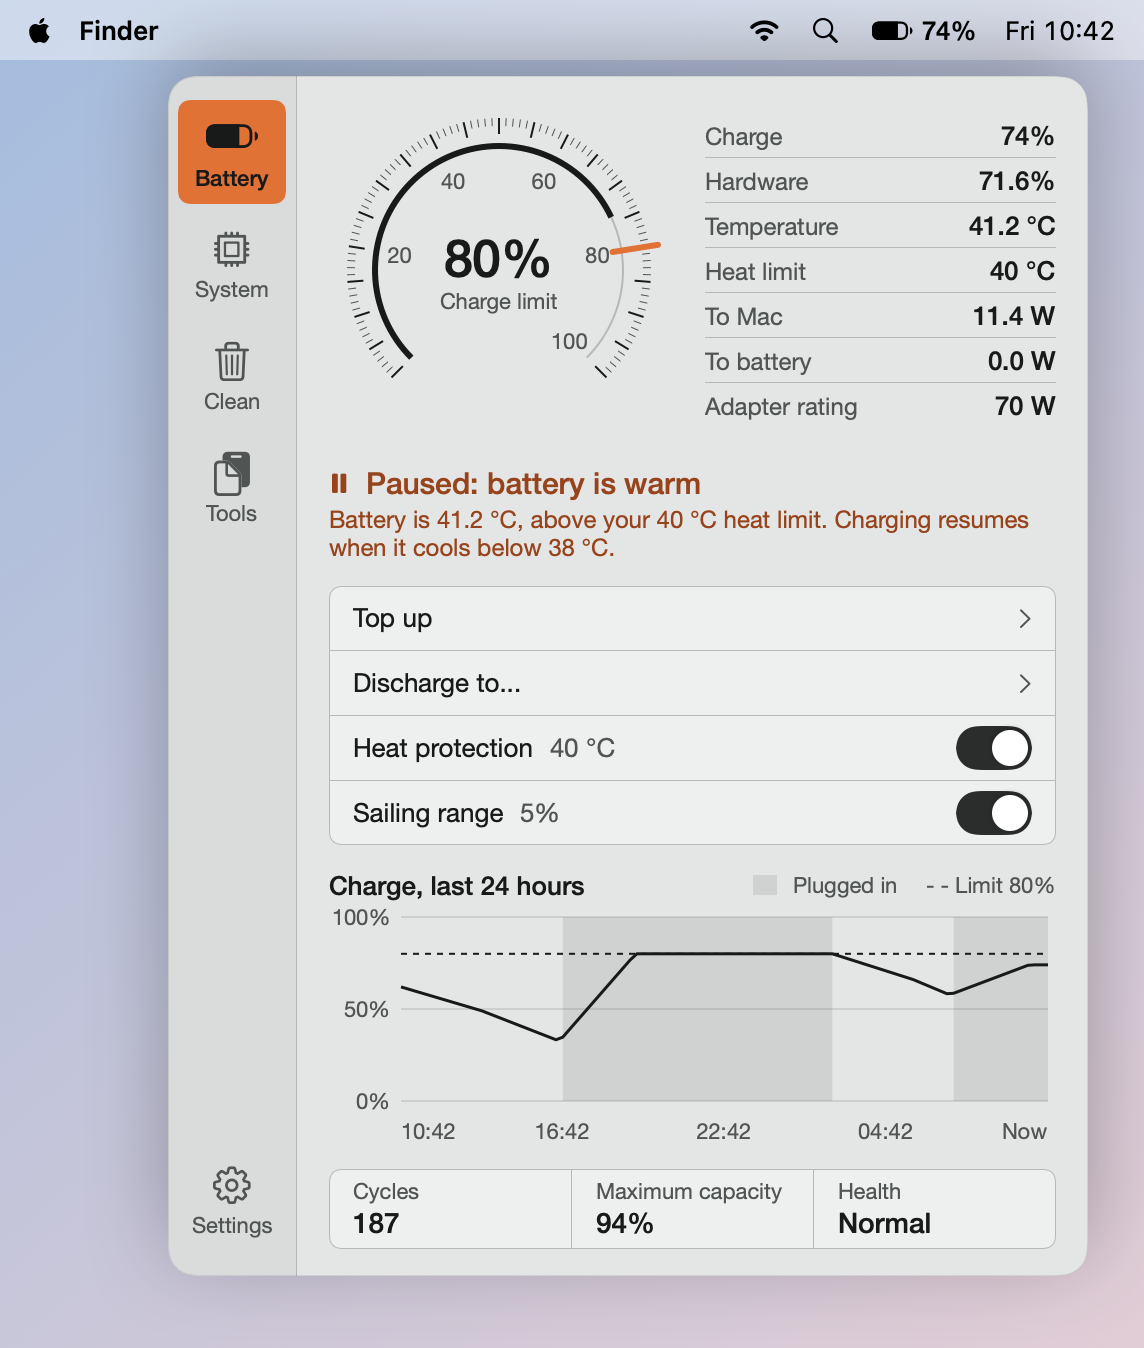 Finder
74%
Fri 10:42
Battery
System
Clean
Tools
Settings
20
40
60
80
100
80%
Charge limit
Charge 74%
Hardware 71.6%
Temperature 41.2 °C
Heat limit 40 °C
To Mac 11.4 W
To battery 0.0 W
Adapter rating 70 W
Paused: battery is warm
Battery is 41.2 °C, above your 40 °C heat limit. Charging resumes
when it cools below 38 °C.
Top up
Discharge to...
Heat protection 40 °C
Sailing range 5%
Charge, last 24 hours
Plugged in
-- Limit 80%
100%
50%
0%
10:42 16:42 22:42 04:42 Now
Cycles
187
Maximum capacity
94%
Health
Normal